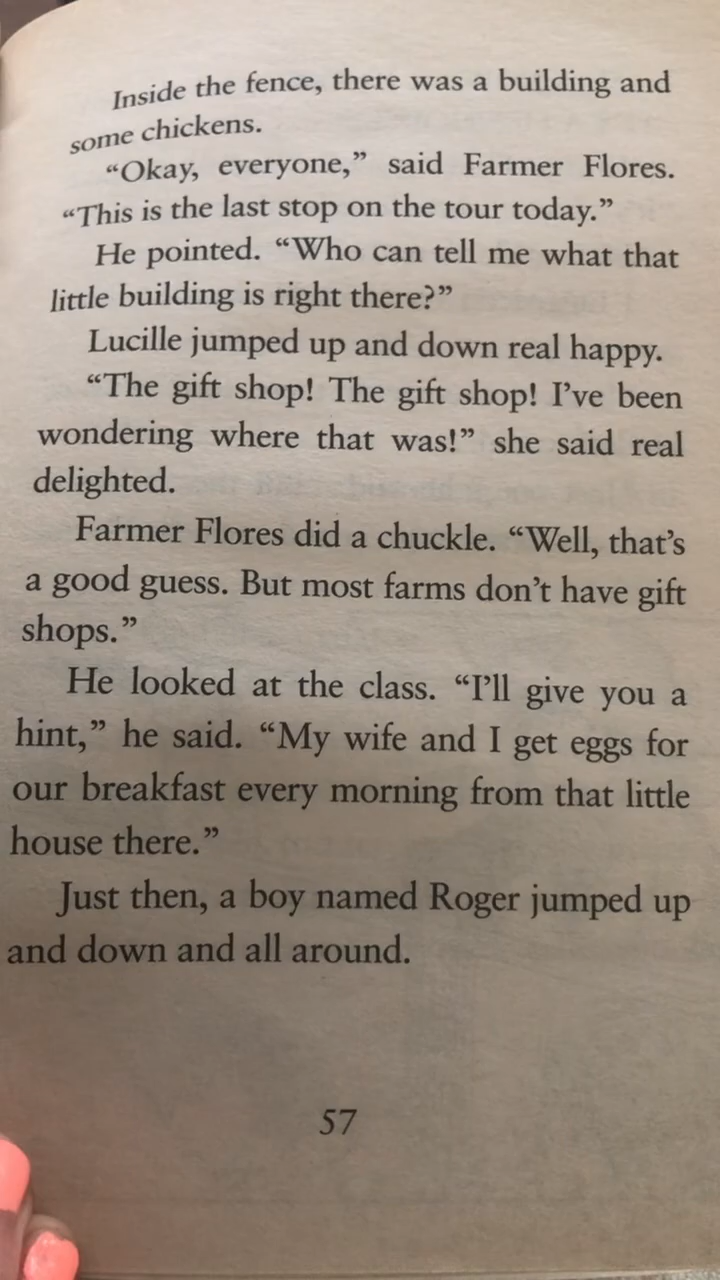 Inside the fence, there was a building and
some chickens.
“Okay, everyone,” said Farmer Flores.
“This is the last stop on the tour today.”
He pointed. “Who can tell me what that
little building is right there?”
Lucille jumped up and down real happy.
“The gift shop! The gift shop! I’ve been
wondering where that was!” she said real
delighted.
Farmer Flores did a chuckle. “Well, that’s
a good guess. But most farms don’t have gift
shops.”
He looked at the class. “I’ll give you a
hint,” he said. “My wife and I get eggs for
our breakfast every morning from that little
house there.”
Just then, a boy named Roger jumped up
and down and all around.
57